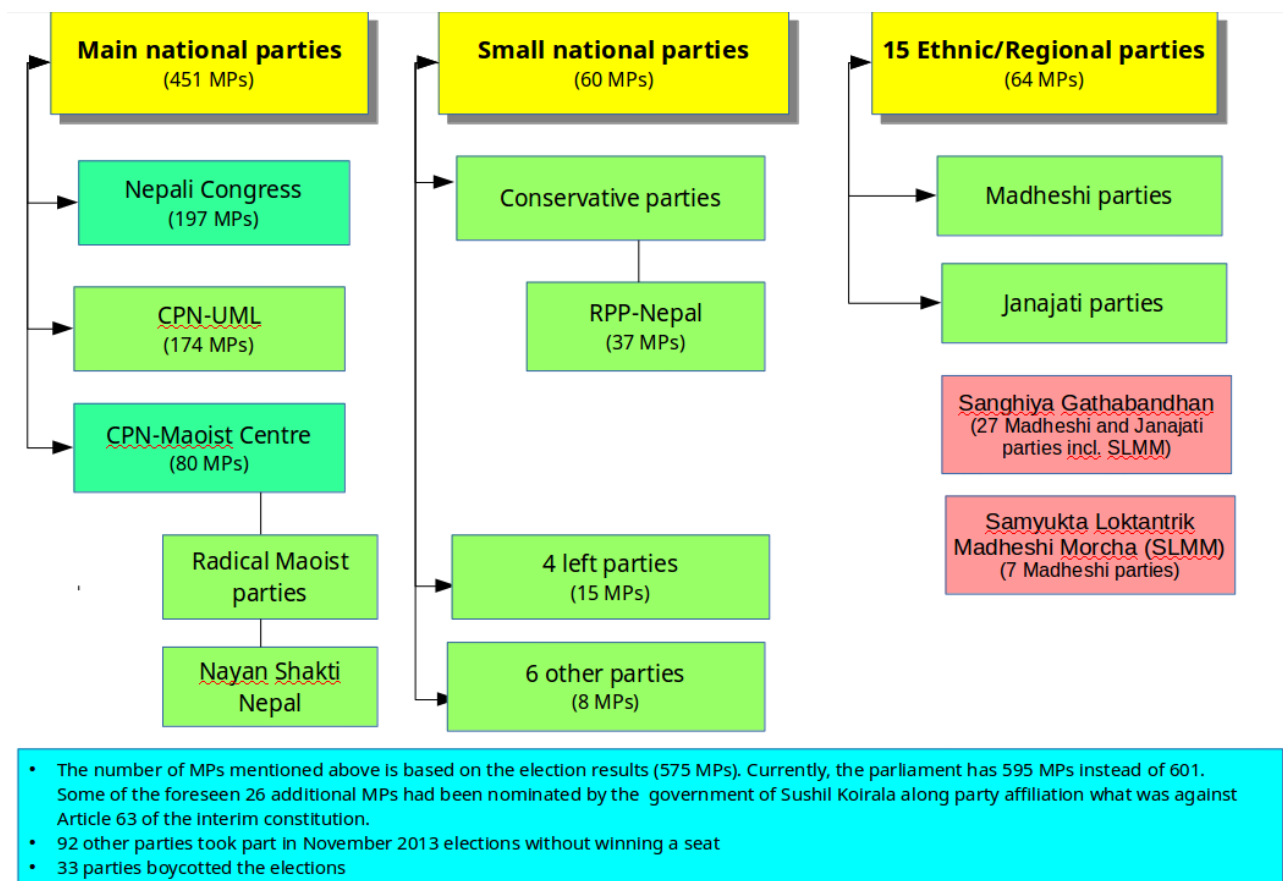 Main national parties
(451 MPs)
Nepali Congress
(197 MPs)
CPN-UML
(174 MPs)
CPN-Maoist Centre
(80 MPs)
Radical Maoist
parties
Nayan Shakti
Nepal
Small national parties
(60 MPs)
Conservative parties
RPP-Nepal
(37 MPs)
4 left parties
(15 MPs)
6 other parties
(8 MPs)
15 Ethnic/Regional parties
(64 MPs)
Madheshi parties
Janajati parties
Sanghiya Gathabandhan
(27 Madheshi and Janajati
parties incl. SLMM)
Samyukta Loktantrik
Madheshi Morcha (SLMM)
(7 Madheshi parties)
• The number of MPs mentioned above is based on the election results (575 MPs). Currently, the parliament has 595 MPs instead of 601.
Some of the foreseen 26 additional MPs had been nominated by the government of Sushil Koirala along party affiliation what was against
Article 63 of the interim constitution.
• 92 other parties took part in November 2013 elections without winning a seat
• 33 parties boycotted the elections